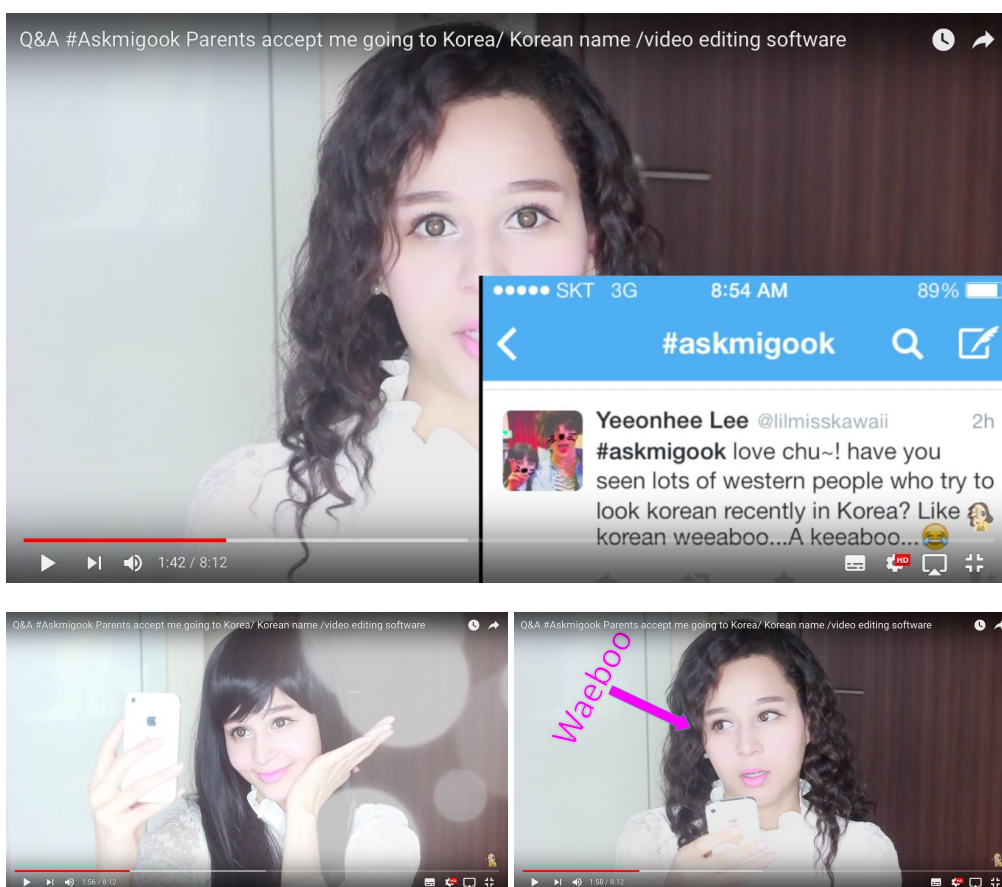 Q&A #Askmigook Parents accept me going to Korea/ Korean name /video editing software
SKT 3G 8:54 AM 89%
#askmigook
Yeeonhee Lee @lilmisskawaii 2h
#askmigook love chu~! have you
seen lots of western people who try to
look korean recently in Korea? Like a
korean weeaboo...A keeaboo...😂
1:42 / 8:12
HD
Q&A #Askmigook Parents accept me going to Korea/ Korean name /video editing software
1:56 / 8:12
Q&A #Askmigook Parents accept me going to Korea/ Korean name /video editing software
Waeboo
1:58 / 8:12